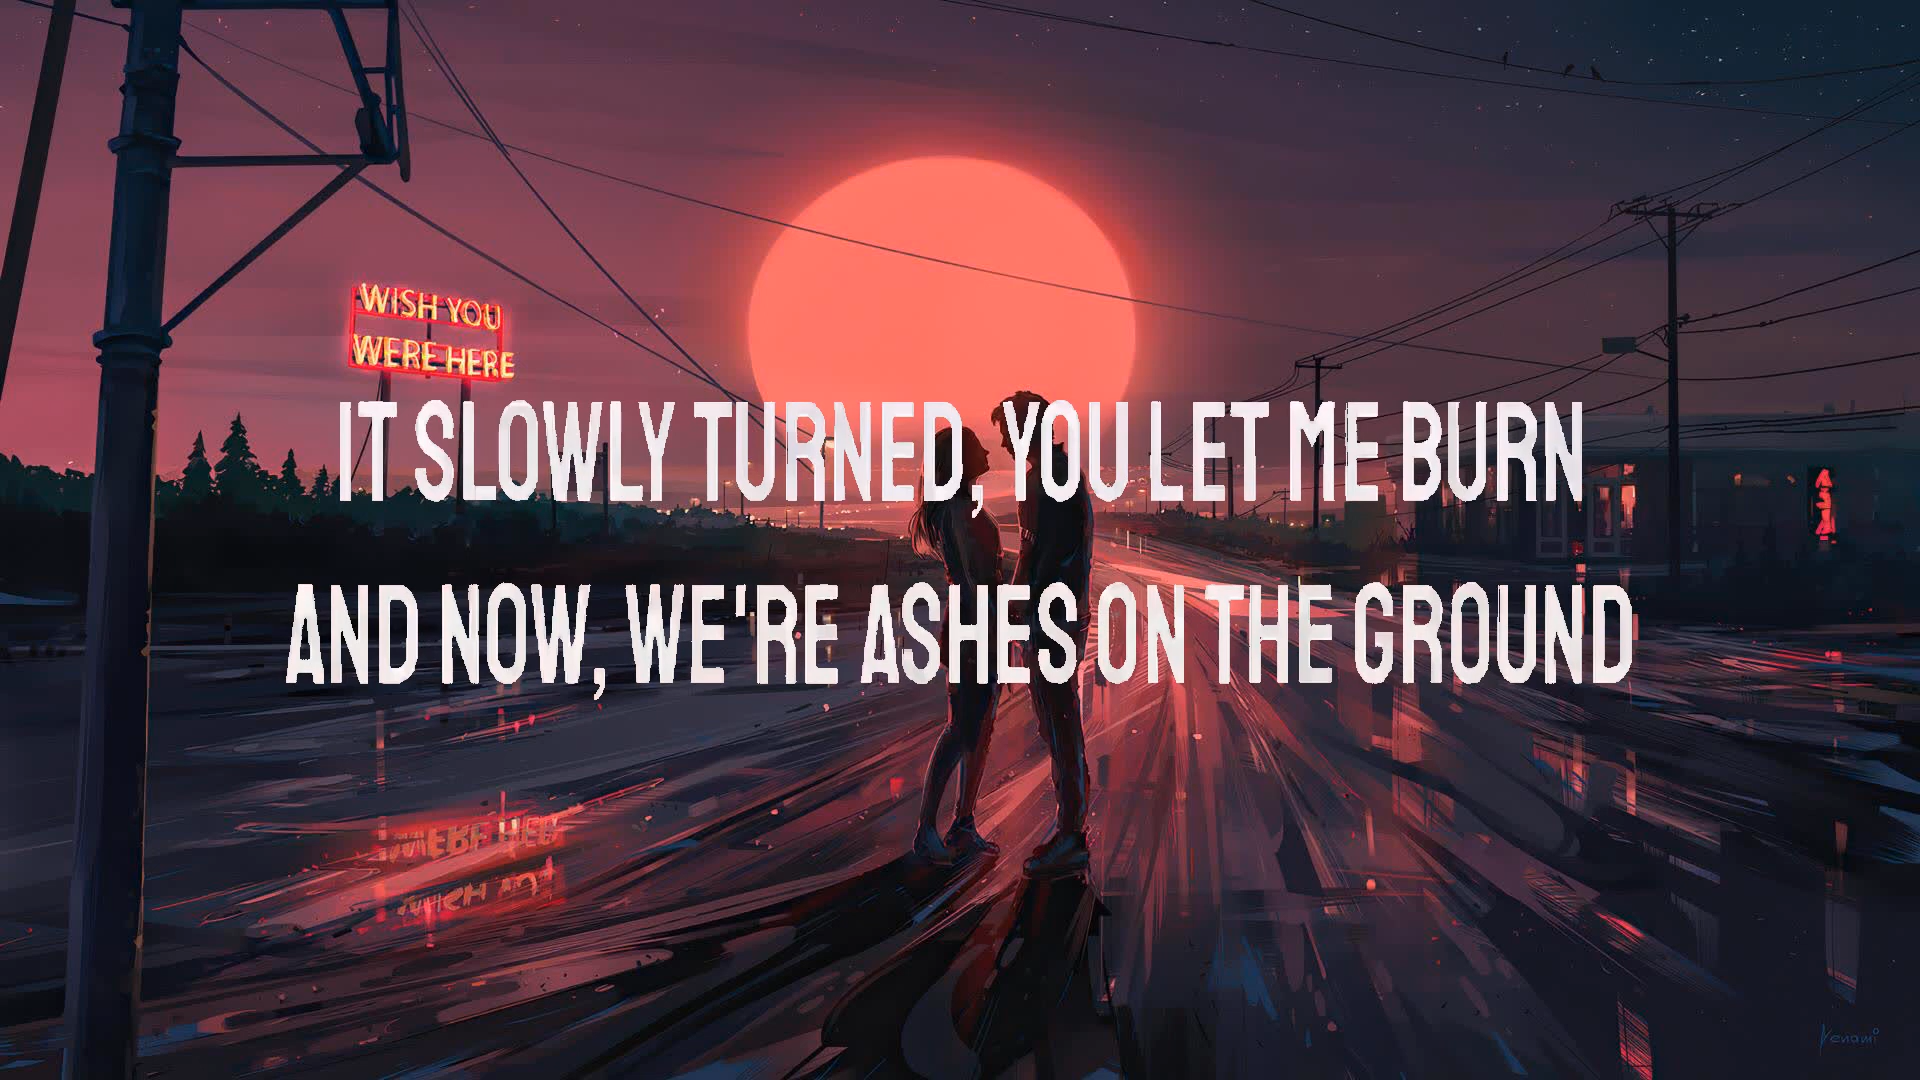 WISH YOU
WERE HERE
IT SLOWLY TURNED, YOU LET ME BURN
AND NOW, WE'RE ASHES ON THE GROUND